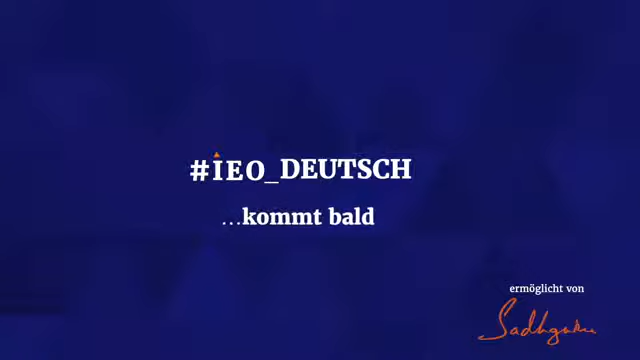 #iEO_DEUTSCH
...kommt bald
ermöglicht von
Sadhguru